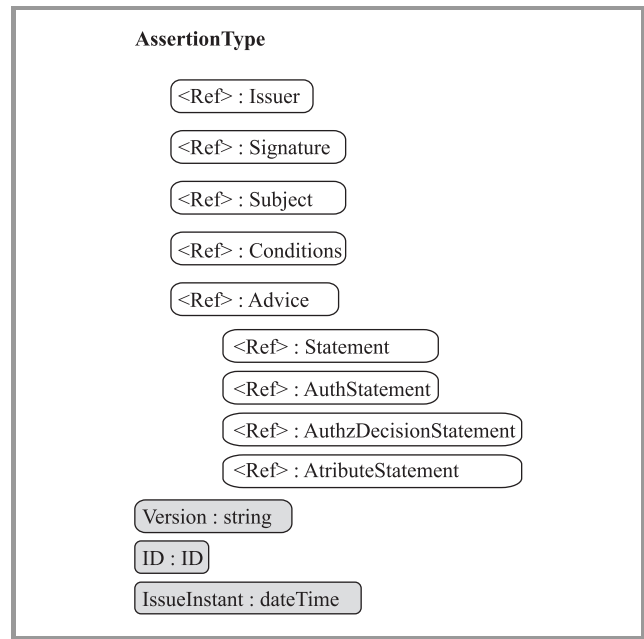 AssertionType
<Ref> : Issuer
<Ref> : Signature
<Ref> : Subject
<Ref> : Conditions
<Ref> : Advice
<Ref> : Statement
<Ref> : AuthStatement
<Ref> : AuthzDecisionStatement
<Ref> : AtributeStatement
Version : string
ID : ID
IssueInstant : dateTime